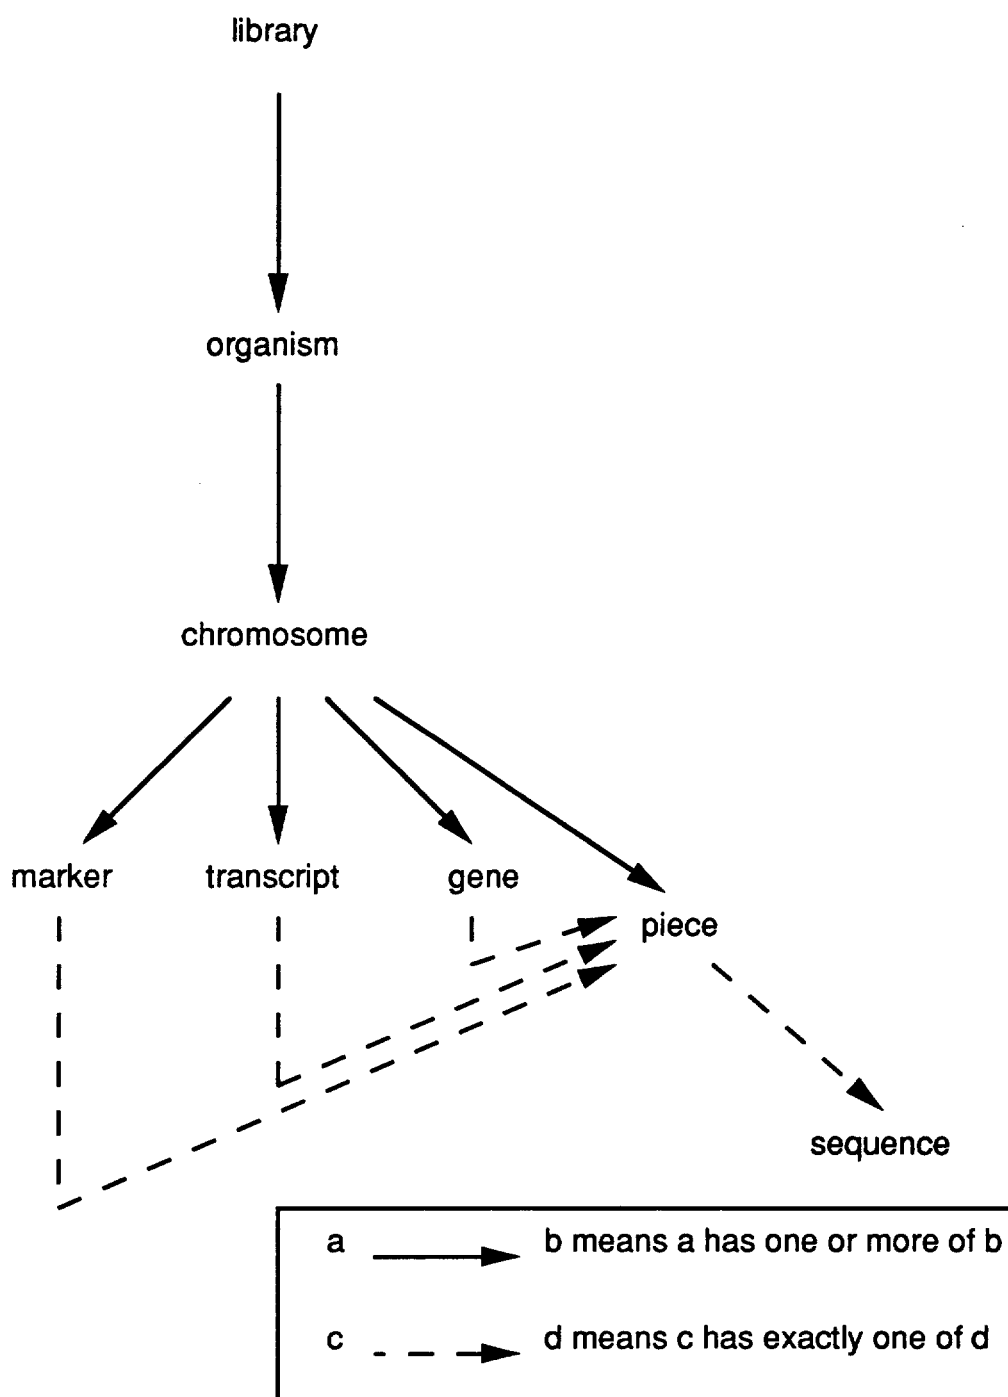 library
organism
chromosome
marker transcript gene
piece
sequence
a b means a has one or more of b
c d means c has exactly one of d